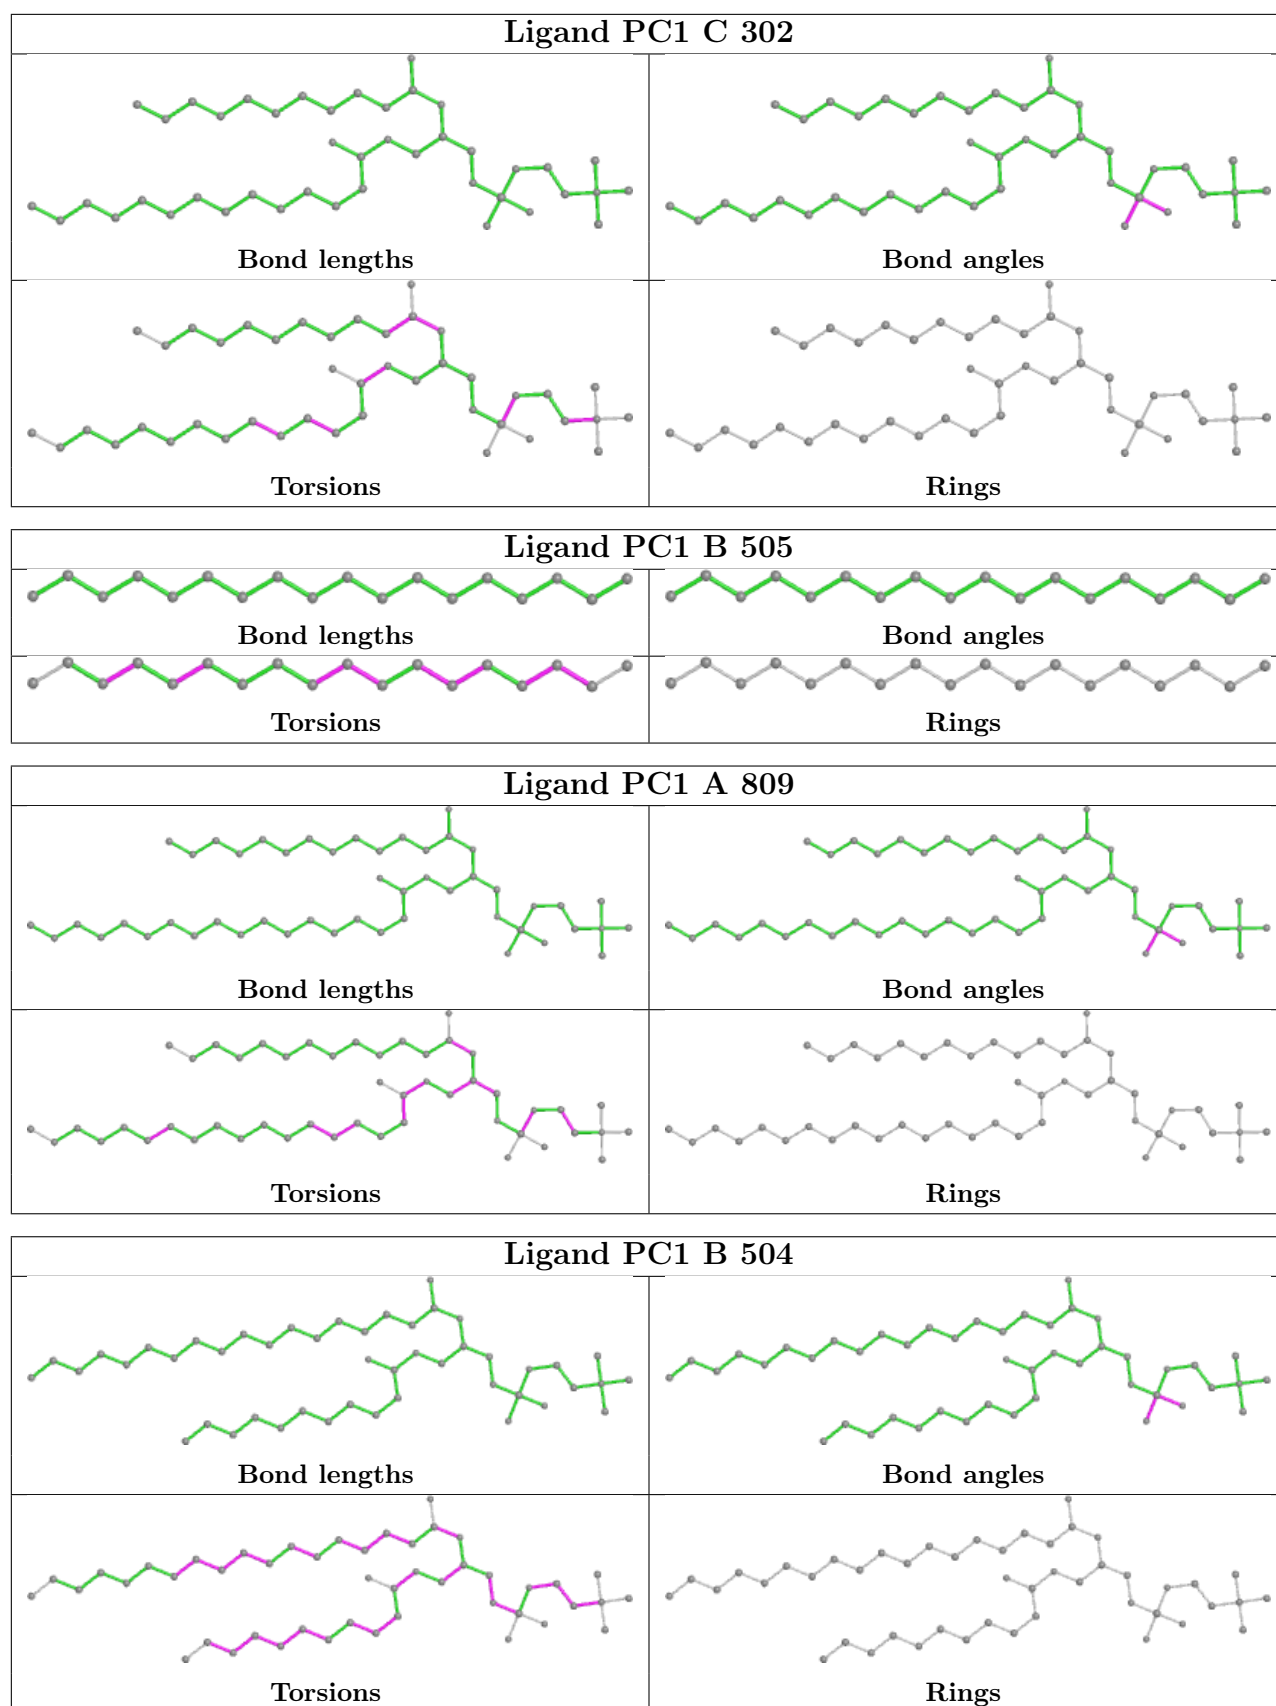 Ligand PC1 C 302
Bond lengths Bond angles
Torsions Rings
Ligand PC1 B 505
Bond lengths Bond angles
Torsions Rings
Ligand PC1 A 809
Bond lengths Bond angles
Torsions Rings
Ligand PC1 B 504
Bond lengths Bond angles
Torsions Rings